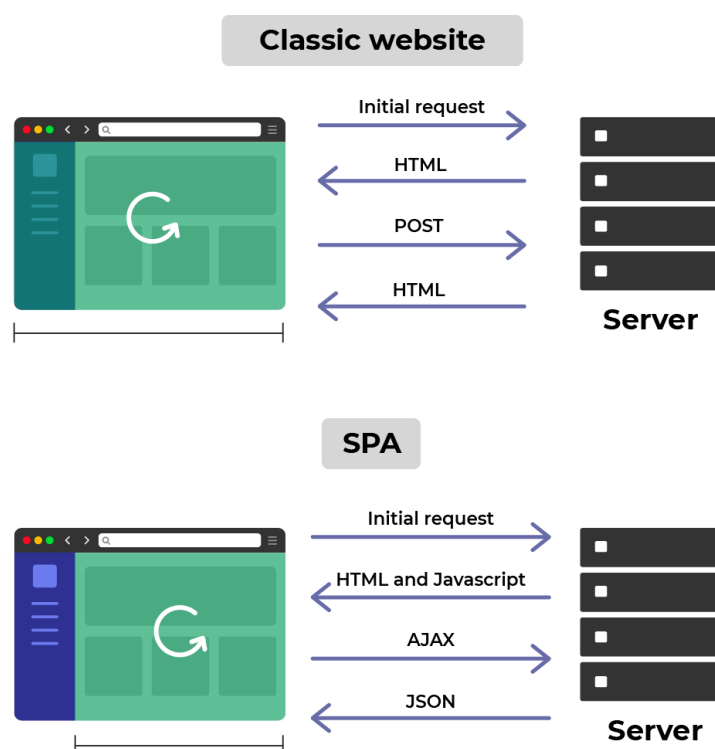 Classic website
Initial request
HTML
POST
HTML
Server
SPA
Initial request
HTML and Javascript
AJAX
JSON
Server